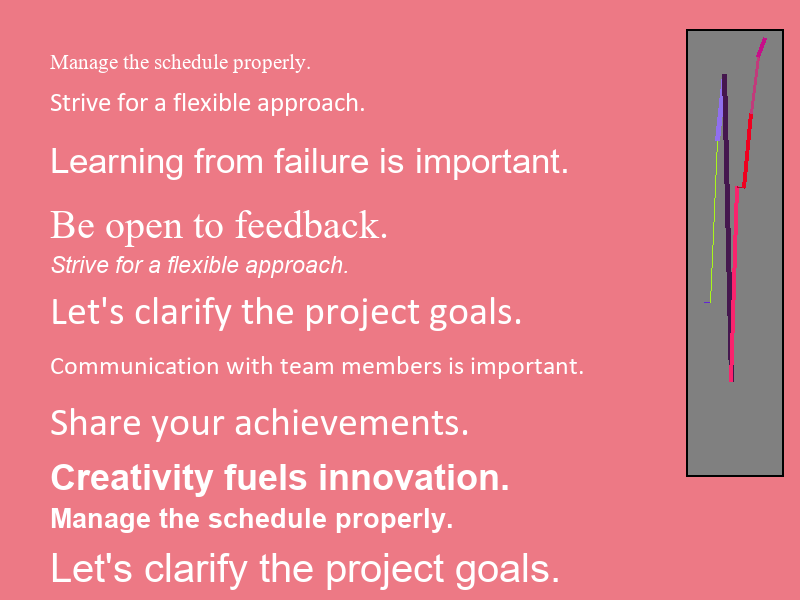 Manage the schedule properly.
Strive for a flexible approach.
Learning from failure is important.
Be open to feedback.
Strive for a flexible approach.
Let's clarify the project goals.
Communication with team members is important.
Share your achievements.
Creativity fuels innovation.
Manage the schedule properly.
Let's clarify the project goals.